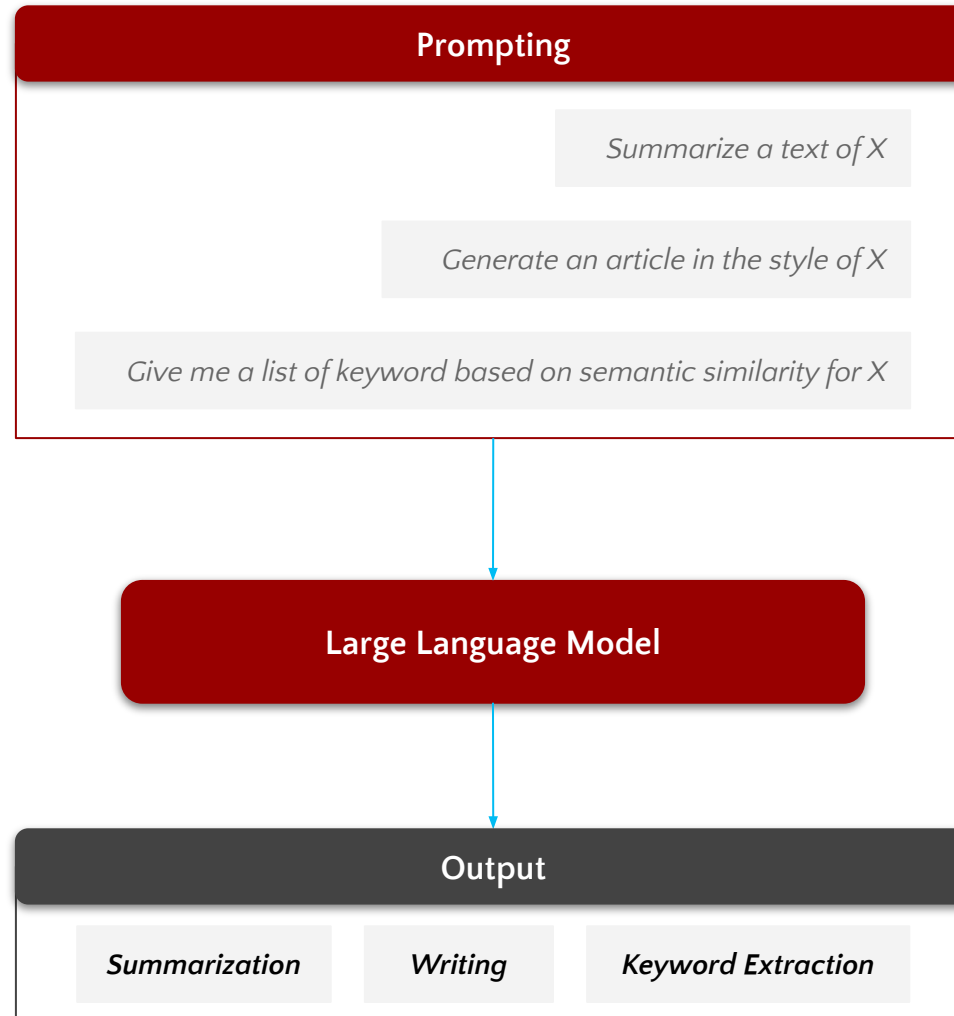 Prompting
Summarize a text of X
Generate an article in the style of X
Give me a list of keyword based on semantic similarity for X
Large Language Model
Output
Summarization
Writing
Keyword Extraction